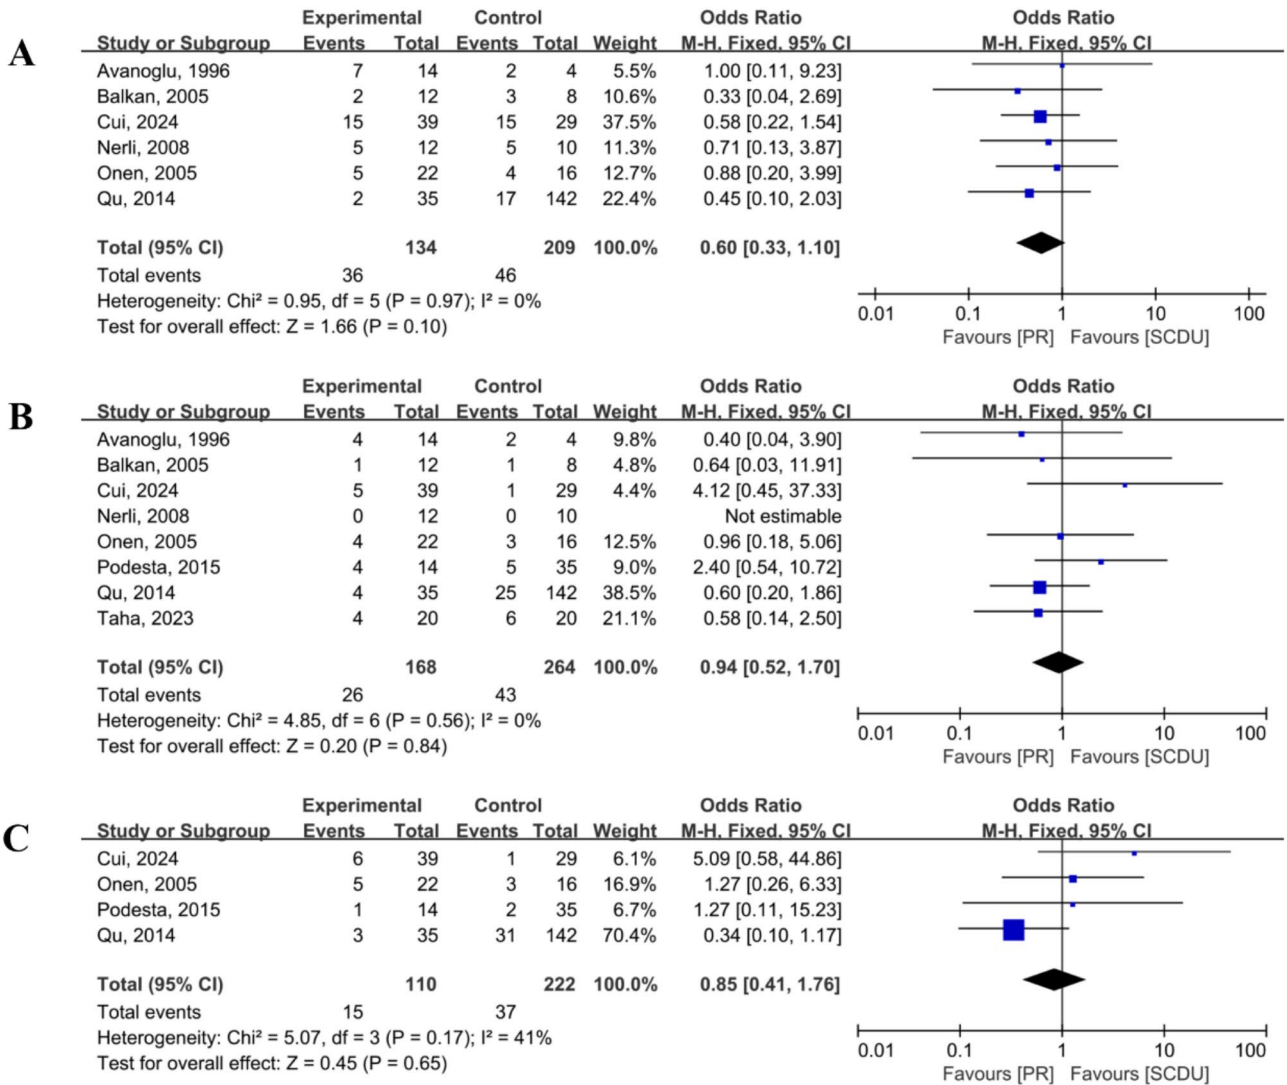 A
Experimental Control Odds Ratio Odds Ratio
Study or Subgroup Events Total Events Total Weight M-H, Fixed, 95% CI M-H, Fixed, 95% CI
Avanoglu, 1996 7 14 2 4 5.5% 1.00 [0.11, 9.23]
Balkan, 2005 2 12 3 8 10.6% 0.33 [0.04, 2.69]
Cui, 2024 15 39 15 29 37.5% 0.58 [0.22, 1.54]
Nerli, 2008 5 12 5 10 11.3% 0.71 [0.13, 3.87]
Onen, 2005 5 22 4 16 12.7% 0.88 [0.20, 3.99]
Qu, 2014 2 35 17 142 22.4% 0.45 [0.10, 2.03]
Total (95% CI) 134 209 100.0% 0.60 [0.33, 1.10]
Total events 36 46
Heterogeneity: Chi² = 0.95, df = 5 (P = 0.97); I² = 0%
Test for overall effect: Z = 1.66 (P = 0.10)
0.01 0.1 1 10 100
Favours [PR] Favours [SCDU]
B
Experimental Control Odds Ratio Odds Ratio
Study or Subgroup Events Total Events Total Weight M-H, Fixed, 95% CI M-H, Fixed, 95% CI
Avanoglu, 1996 4 14 2 4 9.8% 0.40 [0.04, 3.90]
Balkan, 2005 1 12 1 8 4.8% 0.64 [0.03, 11.91]
Cui, 2024 5 39 1 29 4.4% 4.12 [0.45, 37.33]
Nerli, 2008 0 12 0 10 Not estimable
Onen, 2005 4 22 3 16 12.5% 0.96 [0.18, 5.06]
Podesta, 2015 4 14 5 35 9.0% 2.40 [0.54, 10.72]
Qu, 2014 4 35 25 142 38.5% 0.60 [0.20, 1.86]
Taha, 2023 4 20 6 20 21.1% 0.58 [0.14, 2.50]
Total (95% CI) 168 264 100.0% 0.94 [0.52, 1.70]
Total events 26 43
Heterogeneity: Chi² = 4.85, df = 6 (P = 0.56); I² = 0%
Test for overall effect: Z = 0.20 (P = 0.84)
0.01 0.1 1 10 100
Favours [PR] Favours [SCDU]
C
Experimental Control Odds Ratio Odds Ratio
Study or Subgroup Events Total Events Total Weight M-H, Fixed, 95% CI M-H, Fixed, 95% CI
Cui, 2024 6 39 1 29 6.1% 5.09 [0.58, 44.86]
Onen, 2005 5 22 3 16 16.9% 1.27 [0.26, 6.33]
Podesta, 2015 1 14 2 35 6.7% 1.27 [0.11, 15.23]
Qu, 2014 3 35 31 142 70.4% 0.34 [0.10, 1.17]
Total (95% CI) 110 222 100.0% 0.85 [0.41, 1.76]
Total events 15 37
Heterogeneity: Chi² = 5.07, df = 3 (P = 0.17); I² = 41%
Test for overall effect: Z = 0.45 (P = 0.65)
0.01 0.1 1 10 100
Favours [PR] Favours [SCDU]